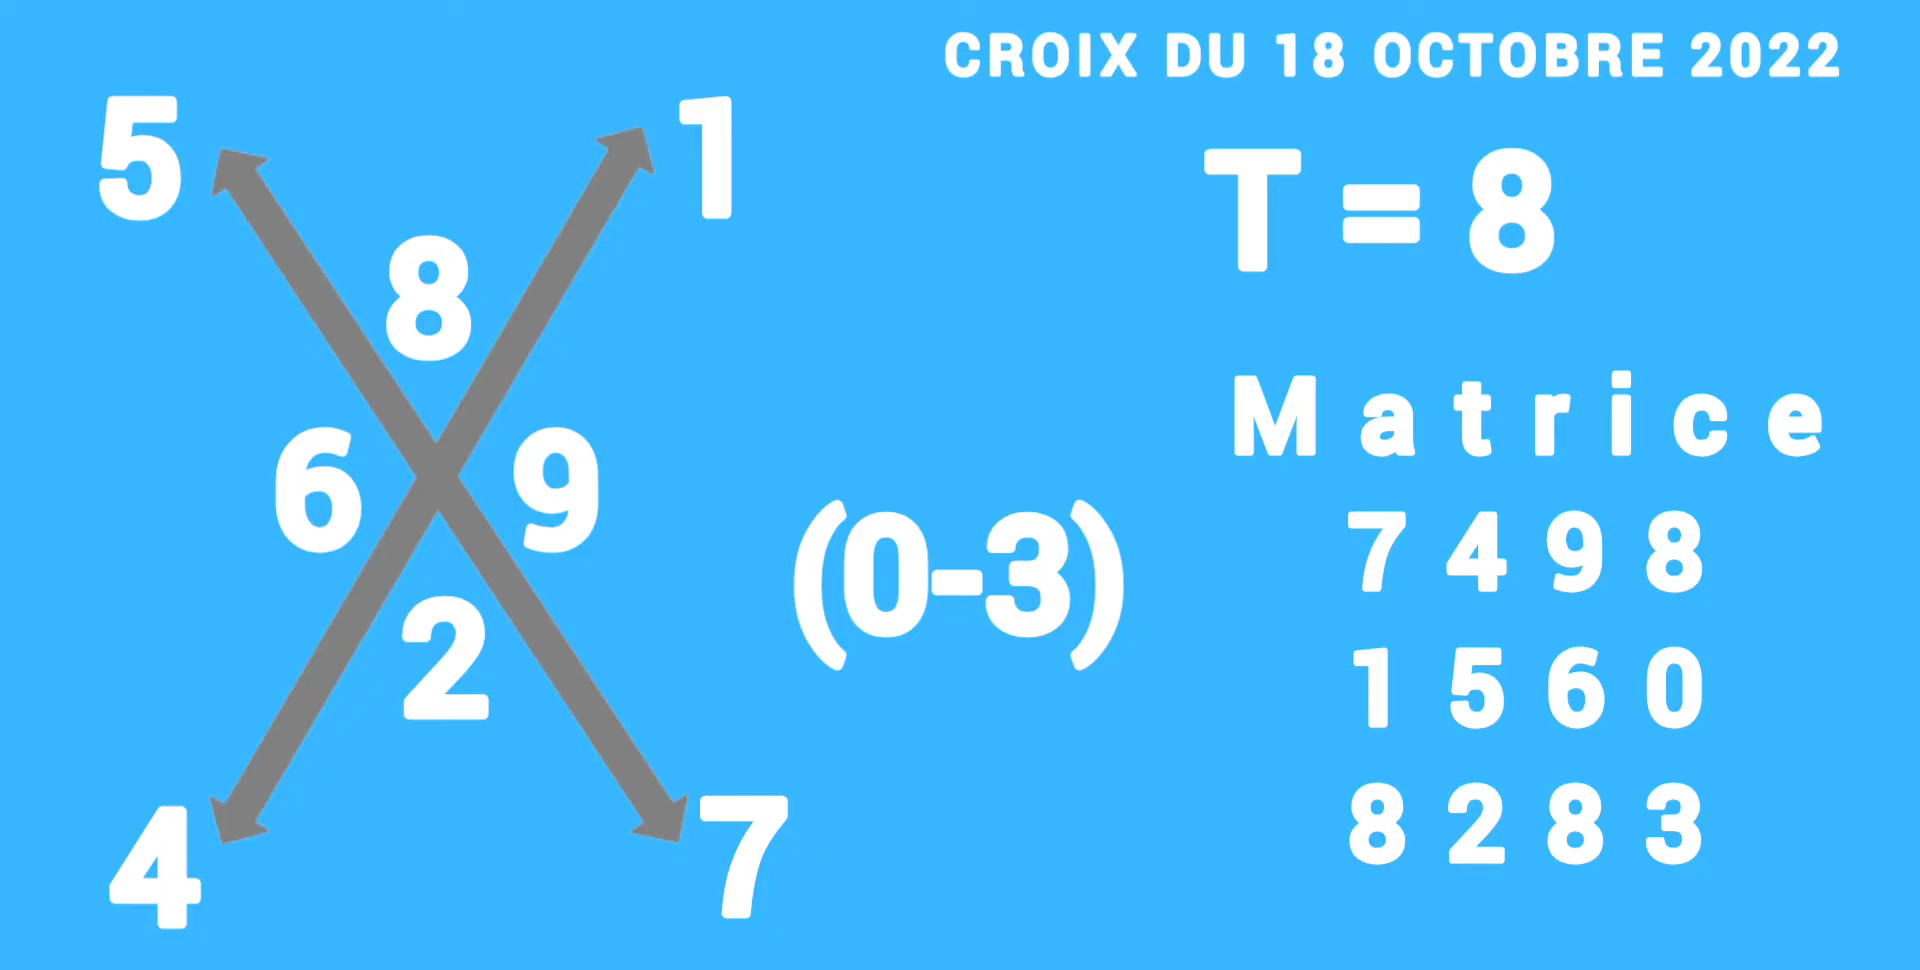 CROIX DU 18 OCTOBRE 2022
5 1
8
6 9
2
4 7
(0-3)
T = 8
Matrice
7 4 9 8
1 5 6 0
8 2 8 3